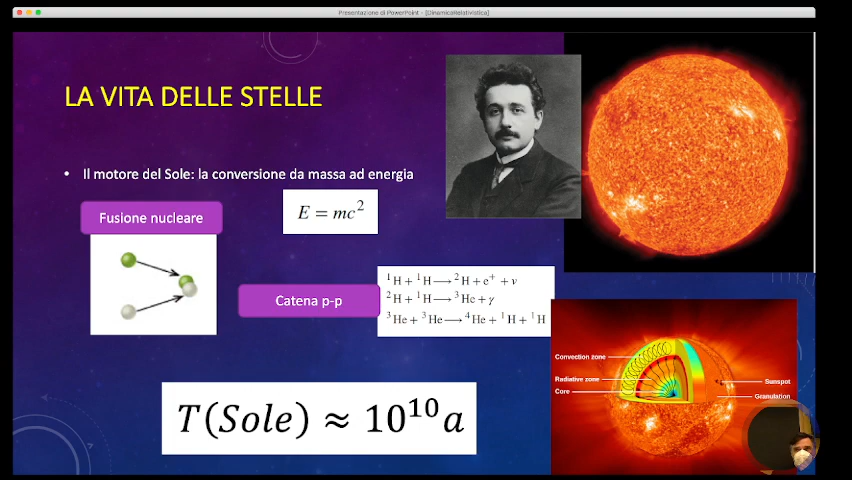 Presentazione di PowerPoint - [DinamicaRelativistica]
LA VITA DELLE STELLE
• Il motore del Sole: la conversione da massa ad energia
Fusione nucleare
E = mc²
Catena p-p
¹H + ¹H ⟶ ²H + e⁺ + ν
²H + ¹H ⟶ ³He + γ
³He + ³He ⟶ ⁴He + ¹H + ¹H
T(Sole) ≈ 10¹⁰a
Convection zone
Radiative zone
Core
Sunspot
Granulation